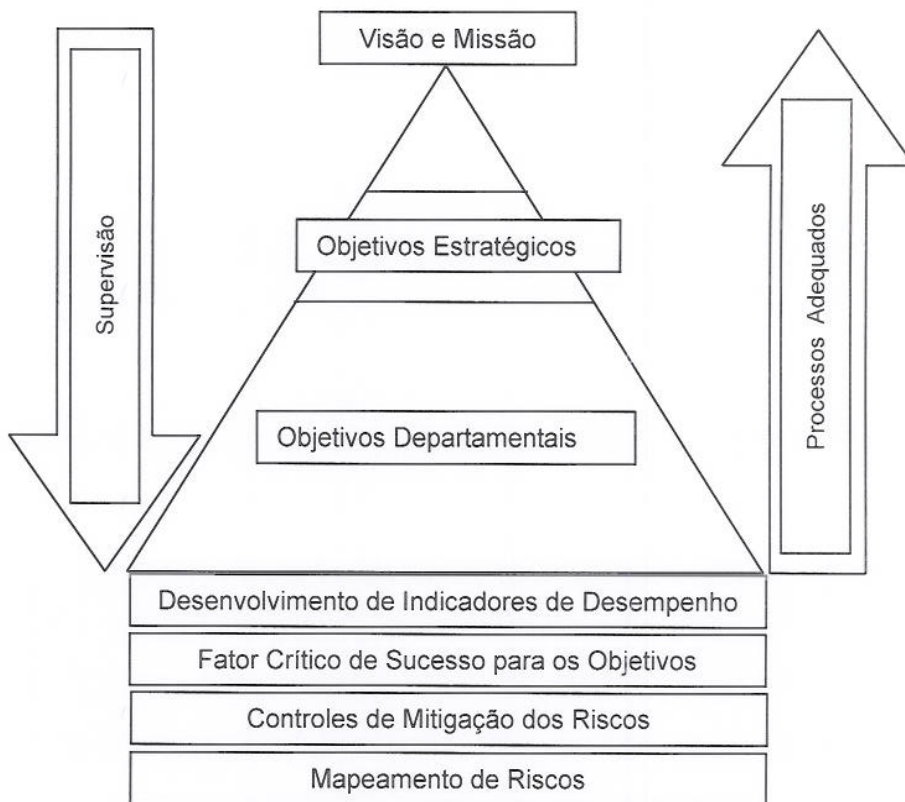 Visão e Missão
Supervisão
Objetivos Estratégicos
Processos Adequados
Objetivos Departamentais
Desenvolvimento de Indicadores de Desempenho
Fator Crítico de Sucesso para os Objetivos
Controles de Mitigação dos Riscos
Mapeamento de Riscos